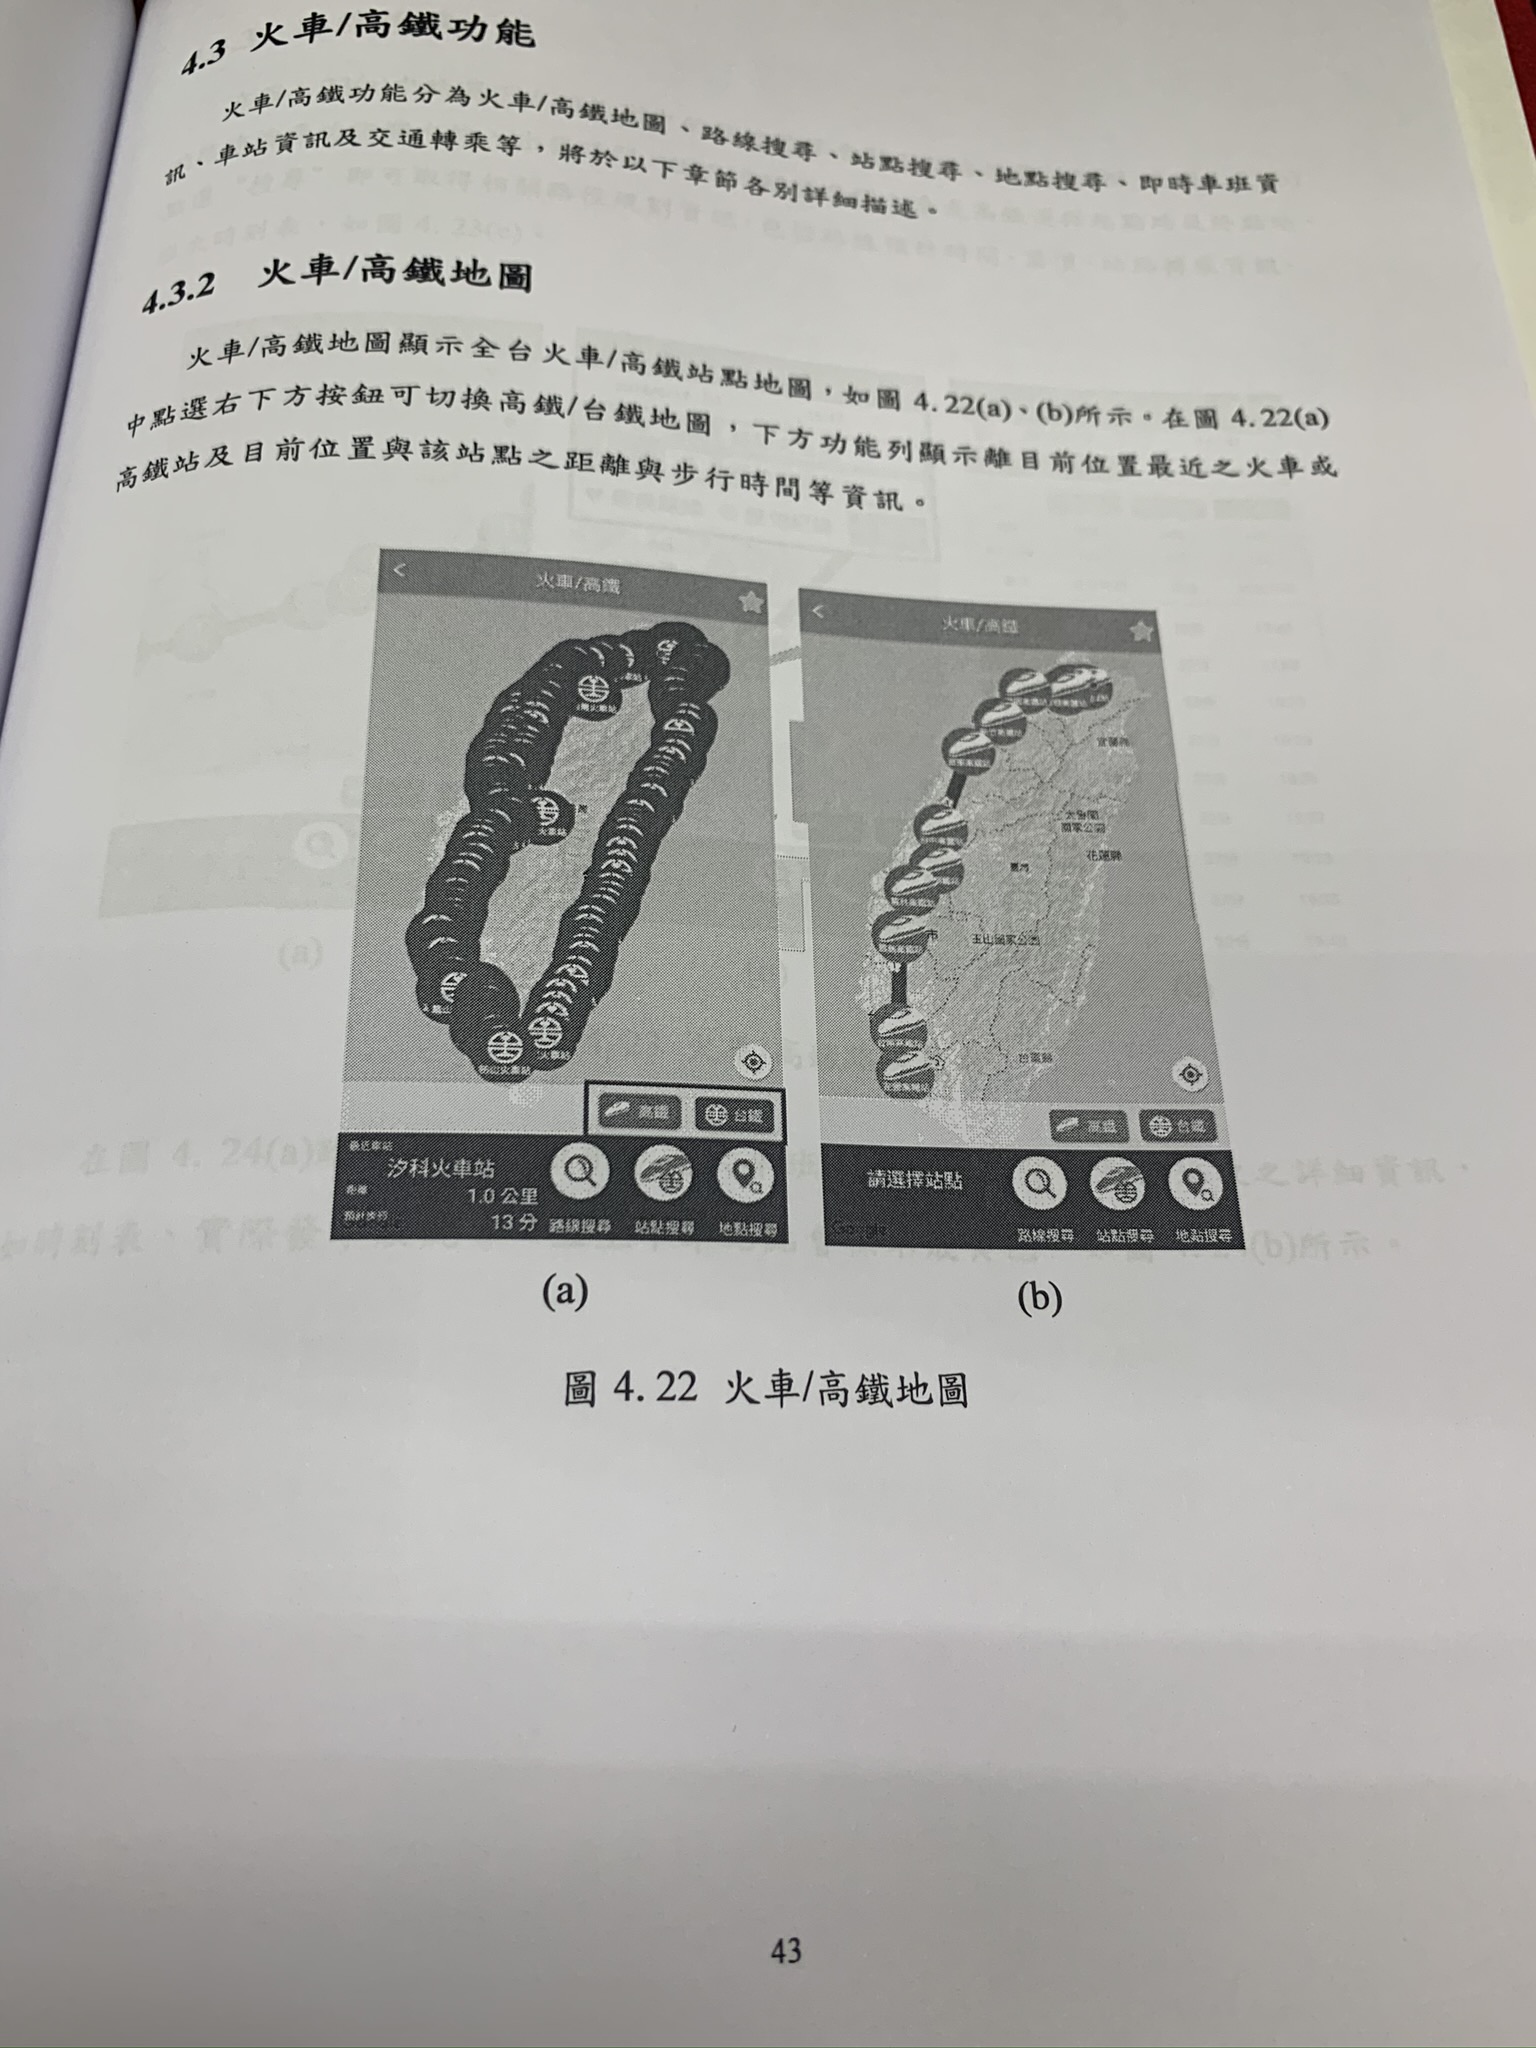 4.3 火車/高鐵功能
火車/高鐵功能分為火車/高鐵地圖、路線搜尋、站點搜尋、地點搜尋、即時車班資
訊、車站資訊及交通轉乘等，將於以下章節各別詳細描述。
4.3.2 火車/高鐵地圖
火車/高鐵地圖顯示全台火車/高鐵站點地圖，如圖 4.22(a)、(b)所示。在圖 4.22(a)
中點選右下方按鈕可切換高鐵/台鐵地圖，下方功能列顯示離目前位置最近之火車或
高鐵站及目前位置與該站點之距離與步行時間等資訊。
火車/高鐵
高鐵 台鐵
最近車站
汐科火車站
距離 1.0 公里
13 分
路線搜尋 站點搜尋 地點搜尋
(a)
火車/高鐵
宜蘭縣
太魯閣
國家公園
花蓮縣
臺灣
市
玉山國家公園
台東縣
高鐵 台鐵
請選擇站點
Google
路線搜尋 站點搜尋 地點搜尋
(b)
圖 4.22 火車/高鐵地圖
43